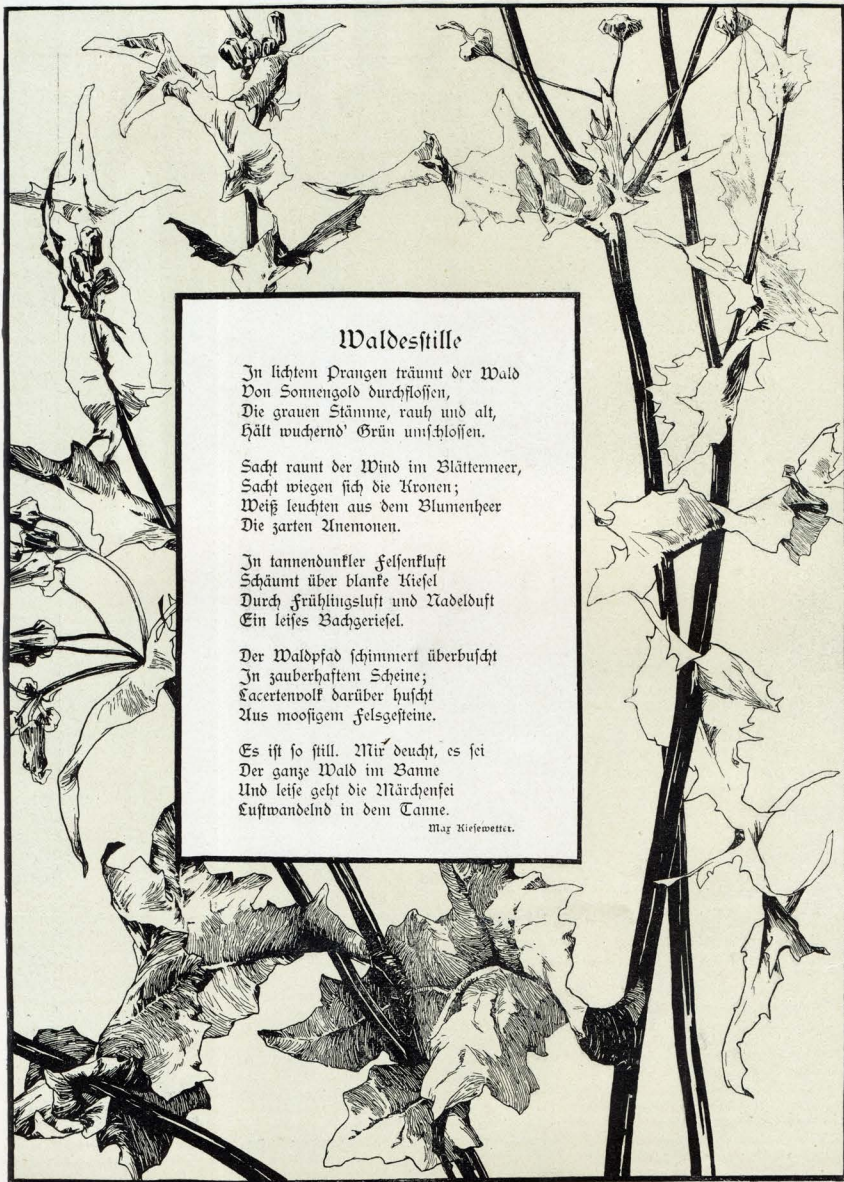 Waldesstille
In lichtem Prangen träumt der Wald
Von Sonnengold durchflossen,
Die grauen Stämme, rauh und alt,
Hält wuchernd' Grün umschlossen.
Sacht raunt der Wind im Blättermeer,
Sacht wiegen sich die Kronen;
Weiß leuchten aus dem Blumenheer
Die zarten Anemonen.
In tannendunkler Felsenkluft
Schäumt über blanke Kiesel
Durch Frühlingsluft und Nadelduft
Ein leises Bachgeriesel.
Der Waldpfad schimmert überbuscht
In zauberhaftem Scheine;
Lacertenvolk darüber huscht
Aus moosigem Felsgesteine.
Es ist so still. Mir deucht, es sei
Der ganze Wald im Banne
Und leise geht die Märchenfei
Lustwandelnd in dem Tanne.
Max Kiesewetter.